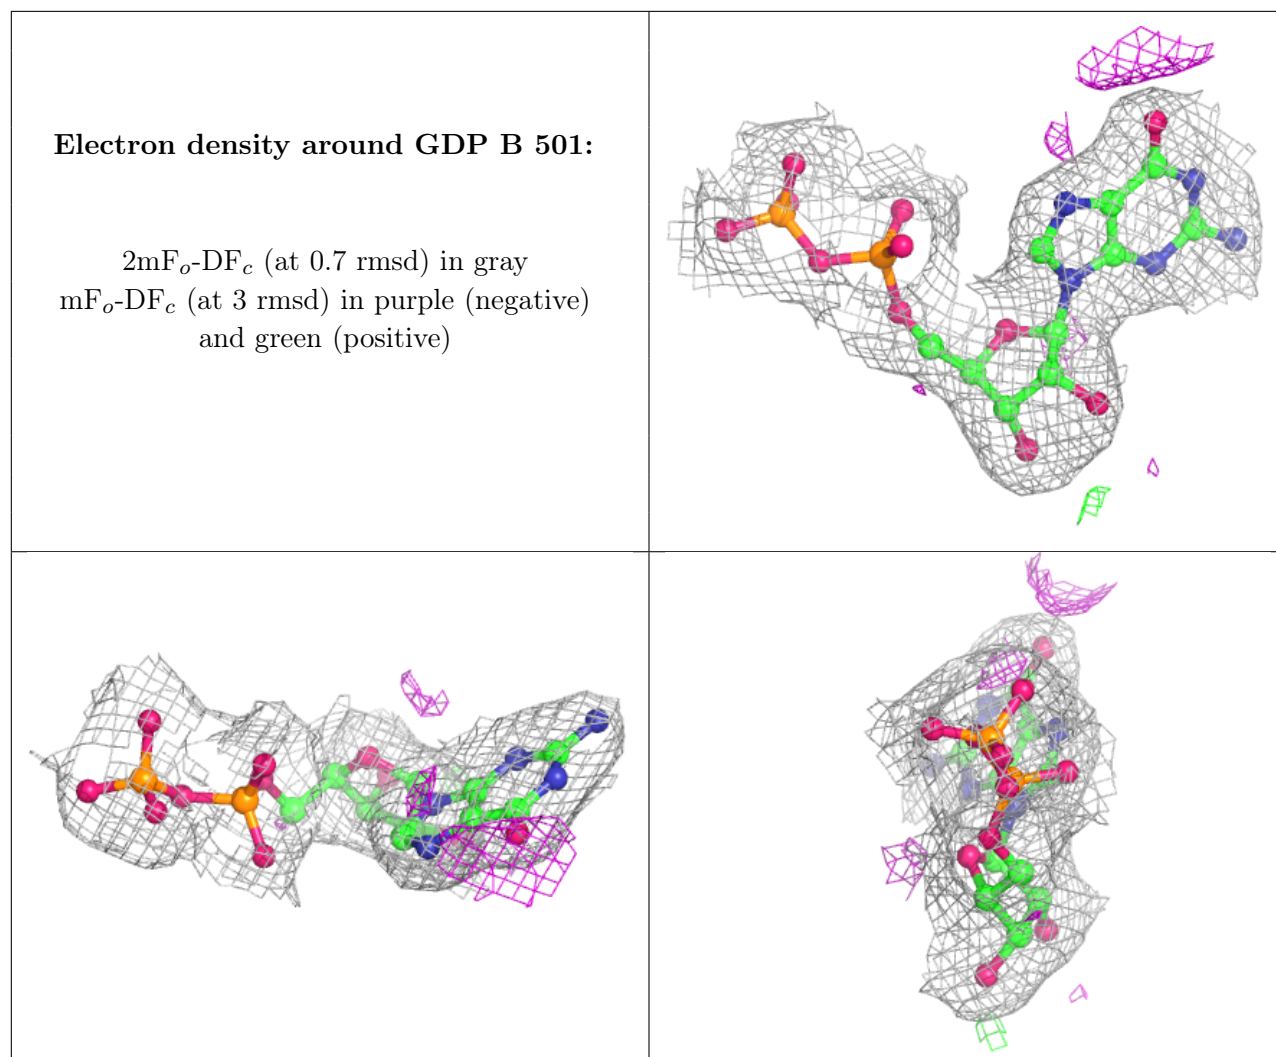 Electron density around GDP B 501:
2mFo-DFc (at 0.7 rmsd) in gray
mFo-DFc (at 3 rmsd) in purple (negative)
and green (positive)